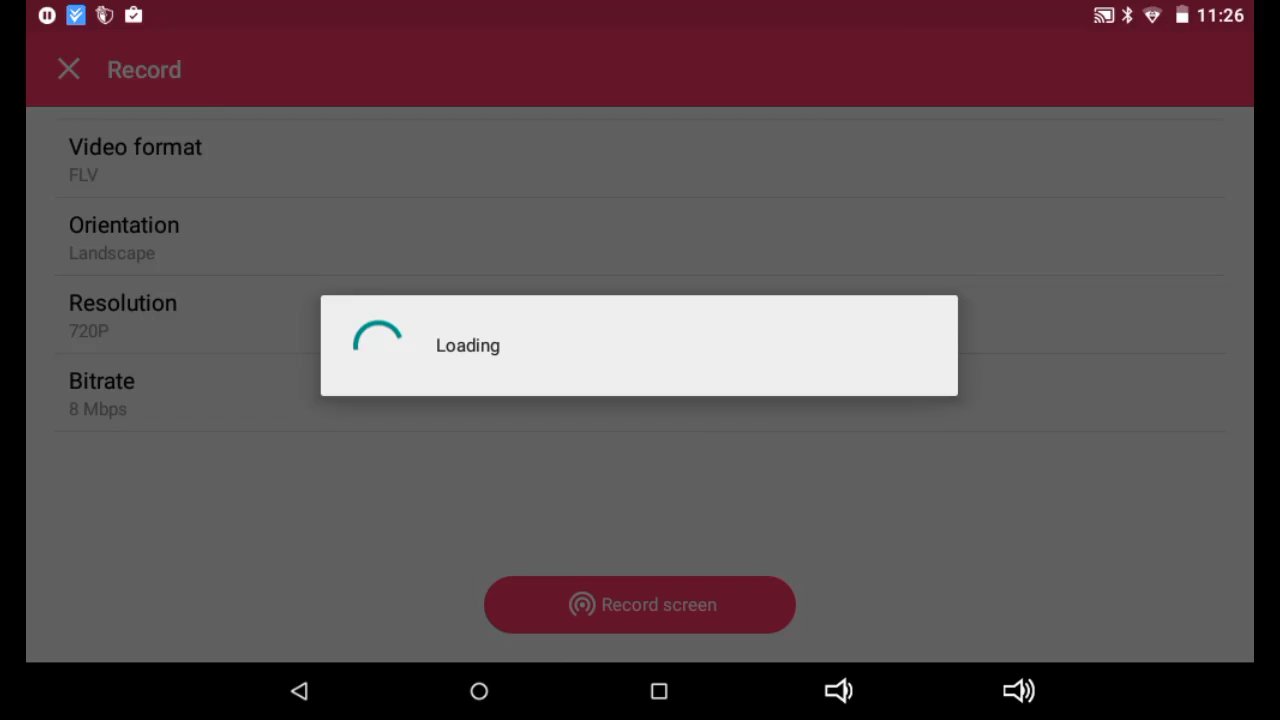 11:26
Record
Video format
FLV
Orientation
Landscape
Resolution
720P
Loading
Bitrate
8 Mbps
Record screen